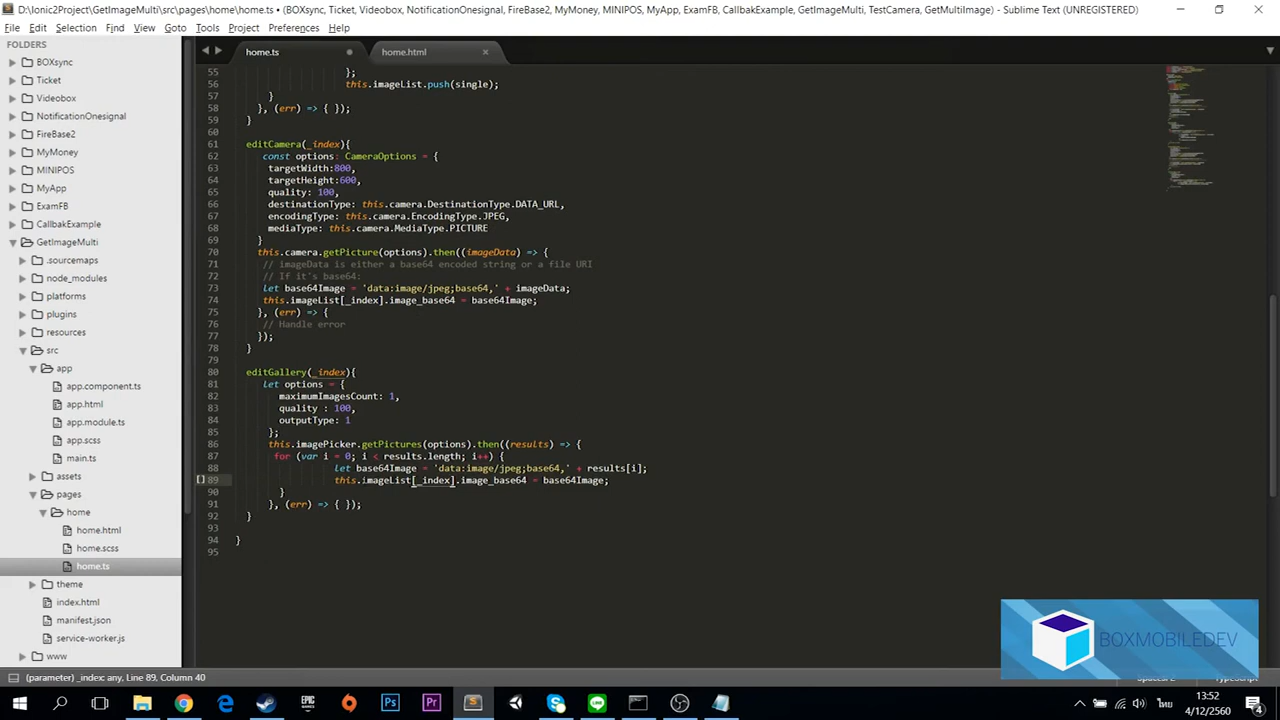 D:\Ionic2Project\GetImageMulti\src\pages\home\home.ts (BOXsync, Ticket, Videobox, NotificationOnesignal, FireBase2, MyMoney, MINIPOS, MyApp, ExamFB, CallbakExample, GetImageMulti, TestCamera, GetMultiImage) - Sublime Text (UNREGISTERED)
File Edit Selection Find View Goto Tools Project Preferences Help
FOLDERS
BOXsync
Ticket
Videobox
NotificationOnesignal
FireBase2
MyMoney
MINIPOS
MyApp
ExamFB
CallbakExample
GetImageMulti
.sourcemaps
node_modules
platforms
plugins
resources
src
app
app.component.ts
app.html
app.module.ts
app.scss
main.ts
assets
pages
home
home.html
home.scss
home.ts
theme
index.html
manifest.json
service-worker.js
www
home.ts home.html
55 };
56 this.imageList.push(single);
57 }
58 }, (err) => { });
59 }
60
61 editCamera(_index){
62 const options: CameraOptions = {
63 targetWidth:800,
64 targetHeight:600,
65 quality: 100,
66 destinationType: this.camera.DestinationType.DATA_URL,
67 encodingType: this.camera.EncodingType.JPEG,
68 mediaType: this.camera.MediaType.PICTURE
69 }
70 this.camera.getPicture(options).then((imageData) => {
71 // imageData is either a base64 encoded string or a file URI
72 // If it's base64:
73 let base64Image = 'data:image/jpeg;base64,' + imageData;
74 this.imageList[_index].image_base64 = base64Image;
75 }, (err) => {
76 // Handle error
77 });
78 }
79
80 editGallery(_index){
81 let options = {
82 maximumImagesCount: 1,
83 quality : 100,
84 outputType: 1
85 };
86 this.imagePicker.getPictures(options).then((results) => {
87 for (var i = 0; i < results.length; i++) {
88 let base64Image = 'data:image/jpeg;base64,' + results[i];
89 this.imageList[_index].image_base64 = base64Image;
90 }
91 }, (err) => { });
92 }
93
94 }
95
BOXMOBILEDEV
(parameter) _index: any, Line 89, Column 40
TypeScript
13:52
ไทย
4/12/2560